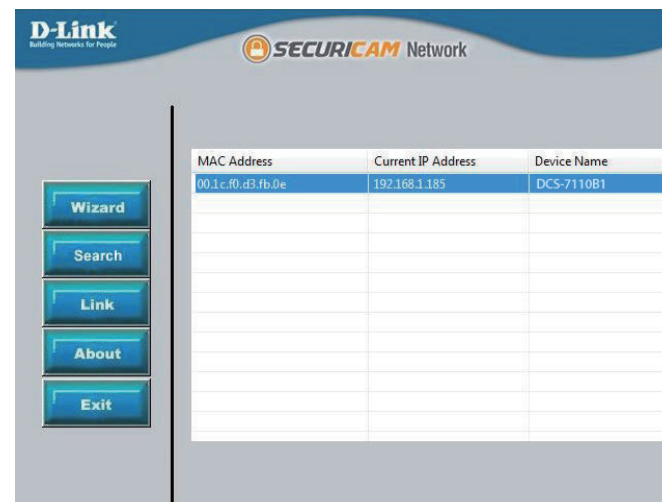 D-Link
Building Networks for People
SECURICAM Network
MAC Address Current IP Address Device Name
00.1c.f0.d3.fb.0e 192.168.1.185 DCS-7110B1
Wizard
Search
Link
About
Exit